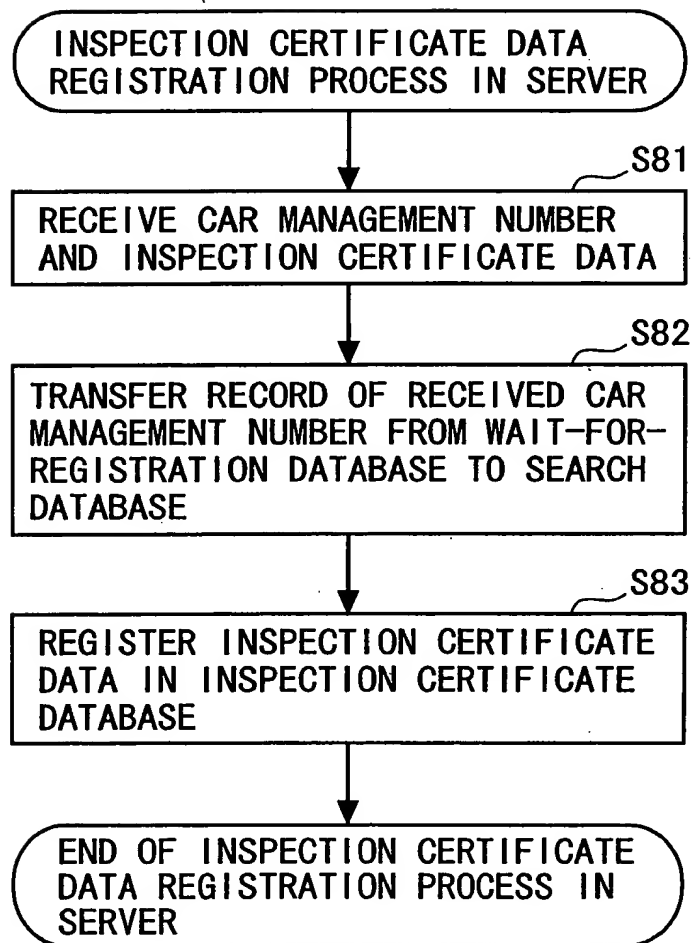 INSPECTION CERTIFICATE DATA
REGISTRATION PROCESS IN SERVER
S81
RECEIVE CAR MANAGEMENT NUMBER
AND INSPECTION CERTIFICATE DATA
S82
TRANSFER RECORD OF RECEIVED CAR
MANAGEMENT NUMBER FROM WAIT-FOR-
REGISTRATION DATABASE TO SEARCH
DATABASE
S83
REGISTER INSPECTION CERTIFICATE
DATA IN INSPECTION CERTIFICATE
DATABASE
END OF INSPECTION CERTIFICATE
DATA REGISTRATION PROCESS IN
SERVER